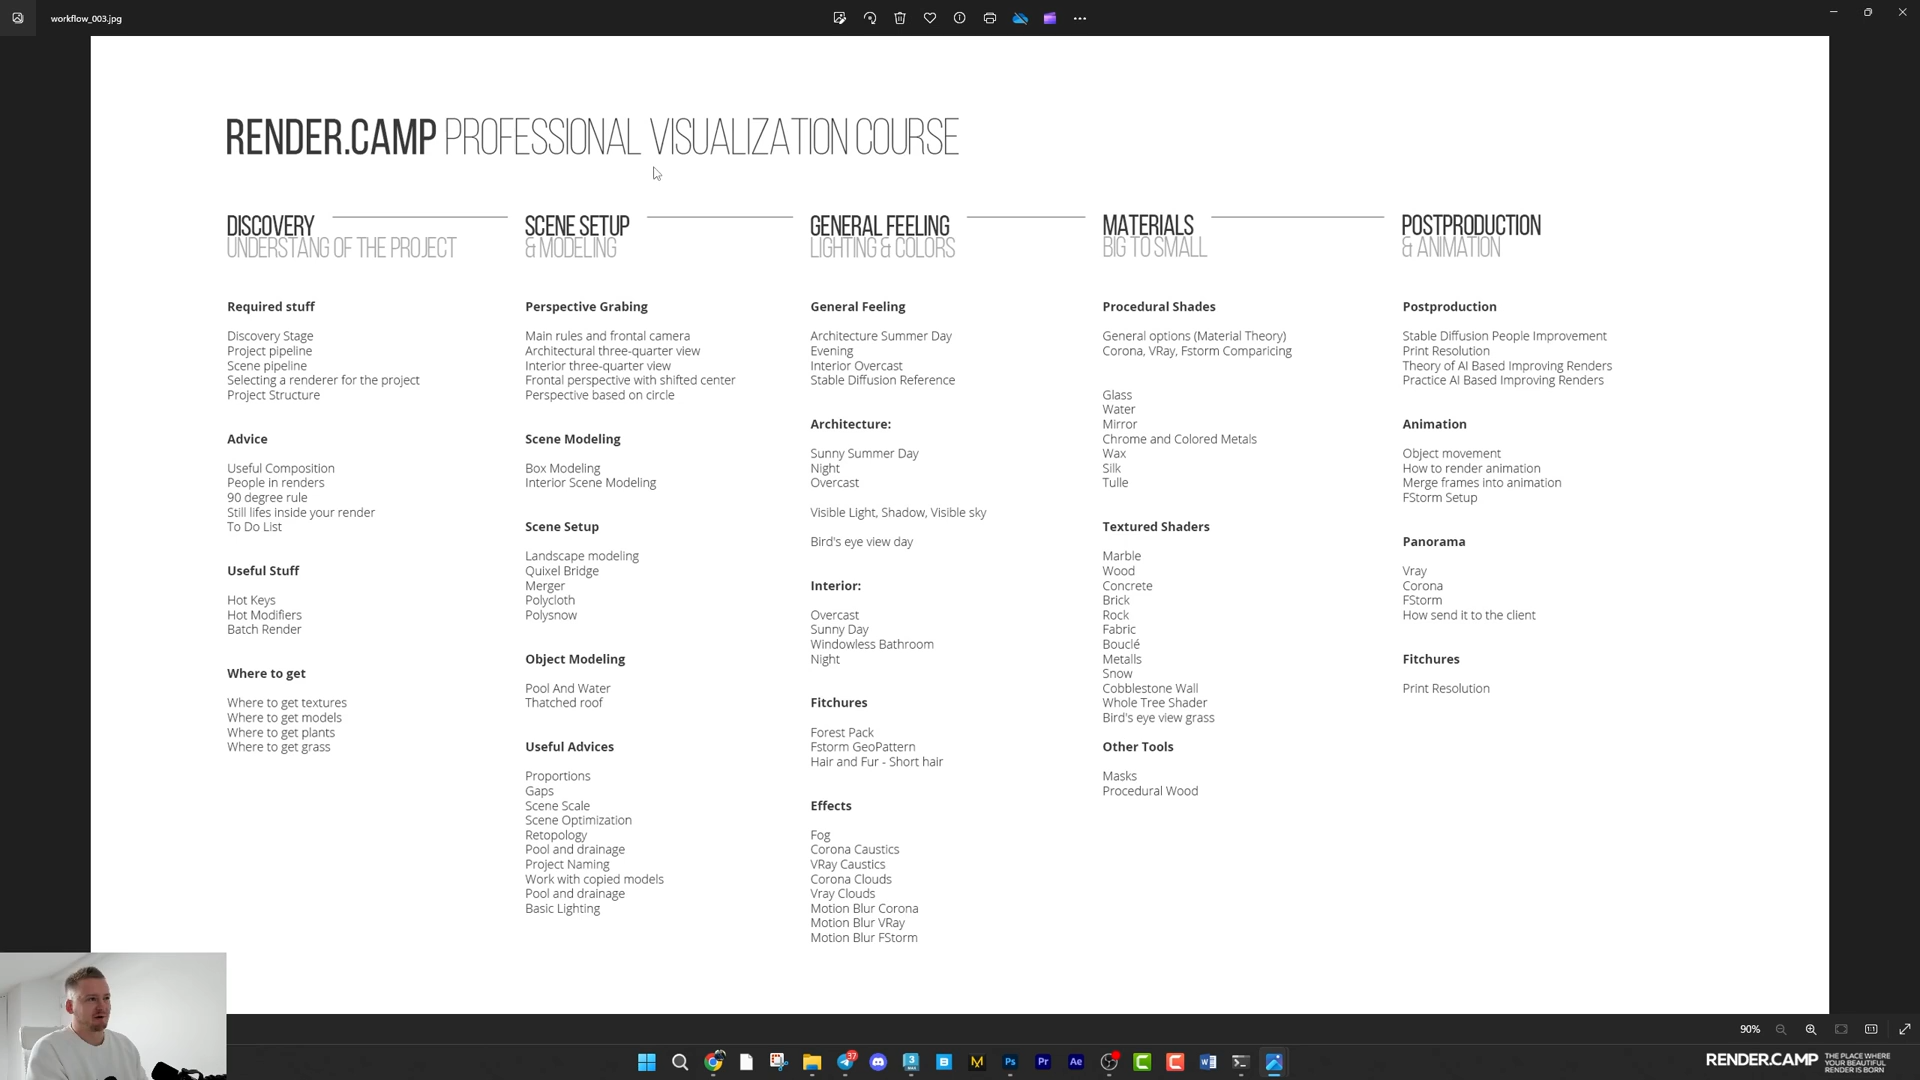 workflow_003.jpg
RENDER.CAMP PROFESSIONAL VISUALIZATION COURSE
DISCOVERY
UNDERSTANG OF THE PROJECT
Required stuff
Discovery Stage
Project pipeline
Scene pipeline
Selecting a renderer for the project
Project Structure
Advice
Useful Composition
People in renders
90 degree rule
Still lifes inside your render
To Do List
Useful Stuff
Hot Keys
Hot Modifiers
Batch Render
Where to get
Where to get textures
Where to get models
Where to get plants
Where to get grass
SCENE SETUP
& MODELING
Perspective Grabing
Main rules and frontal camera
Architectural three-quarter view
Interior three-quarter view
Frontal perspective with shifted center
Perspective based on circle
Scene Modeling
Box Modeling
Interior Scene Modeling
Scene Setup
Landscape modeling
Quixel Bridge
Merger
Polycloth
Polysnow
Object Modeling
Pool And Water
Thatched roof
Useful Advices
Proportions
Gaps
Scene Scale
Scene Optimization
Retopology
Pool and drainage
Project Naming
Work with copied models
Pool and drainage
Basic Lighting
GENERAL FEELING
LIGHTING & COLORS
General Feeling
Architecture Summer Day
Evening
Interior Overcast
Stable Diffusion Reference
Architecture:
Sunny Summer Day
Night
Overcast
Visible Light, Shadow, Visible sky
Bird's eye view day
Interior:
Overcast
Sunny Day
Windowless Bathroom
Night
Fitchures
Forest Pack
Fstorm GeoPattern
Hair and Fur - Short hair
Effects
Fog
Corona Caustics
VRay Caustics
Corona Clouds
Vray Clouds
Motion Blur Corona
Motion Blur VRay
Motion Blur FStorm
MATERIALS
BIG TO SMALL
Procedural Shades
General options (Material Theory)
Corona, VRay, Fstorm Comparicing
Glass
Water
Mirror
Chrome and Colored Metals
Wax
Silk
Tulle
Textured Shaders
Marble
Wood
Concrete
Brick
Rock
Fabric
Bouclé
Metalls
Snow
Cobblestone Wall
Whole Tree Shader
Bird's eye view grass
Other Tools
Masks
Procedural Wood
POSTPRODUCTION
& ANIMATION
Postproduction
Stable Diffusion People Improvement
Print Resolution
Theory of AI Based Improving Renders
Practice AI Based Improving Renders
Animation
Object movement
How to render animation
Merge frames into animation
FStorm Setup
Panorama
Vray
Corona
FStorm
How send it to the client
Fitchures
Print Resolution
90%
37
3
B
M
Ps
Pr
Ae
C
C
W
RENDER.CAMP
THE PLACE WHERE
YOUR BEAUTIFUL
RENDER IS BORN